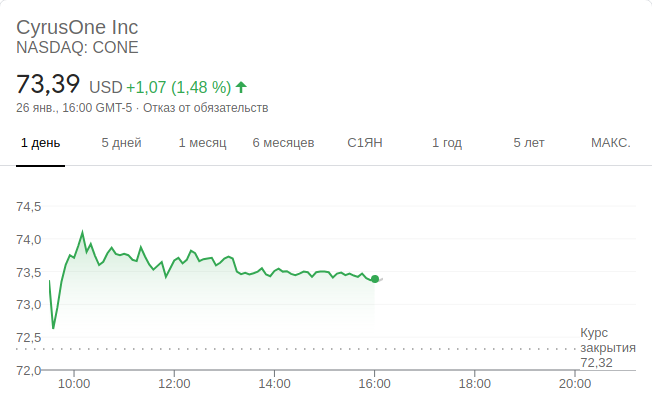 CyrusOne Inc
NASDAQ: CONE
73,39 USD +1,07 (1,48 %)
26 янв., 16:00 GMT-5 · Отказ от обязательств
1 день 5 дней 1 месяц 6 месяцев С1ЯН 1 год 5 лет МАКС.
74,5
74,0
73,5
73,0
72,5
72,0
Курс
закрытия
72,32
10:00 12:00 14:00 16:00 18:00 20:00